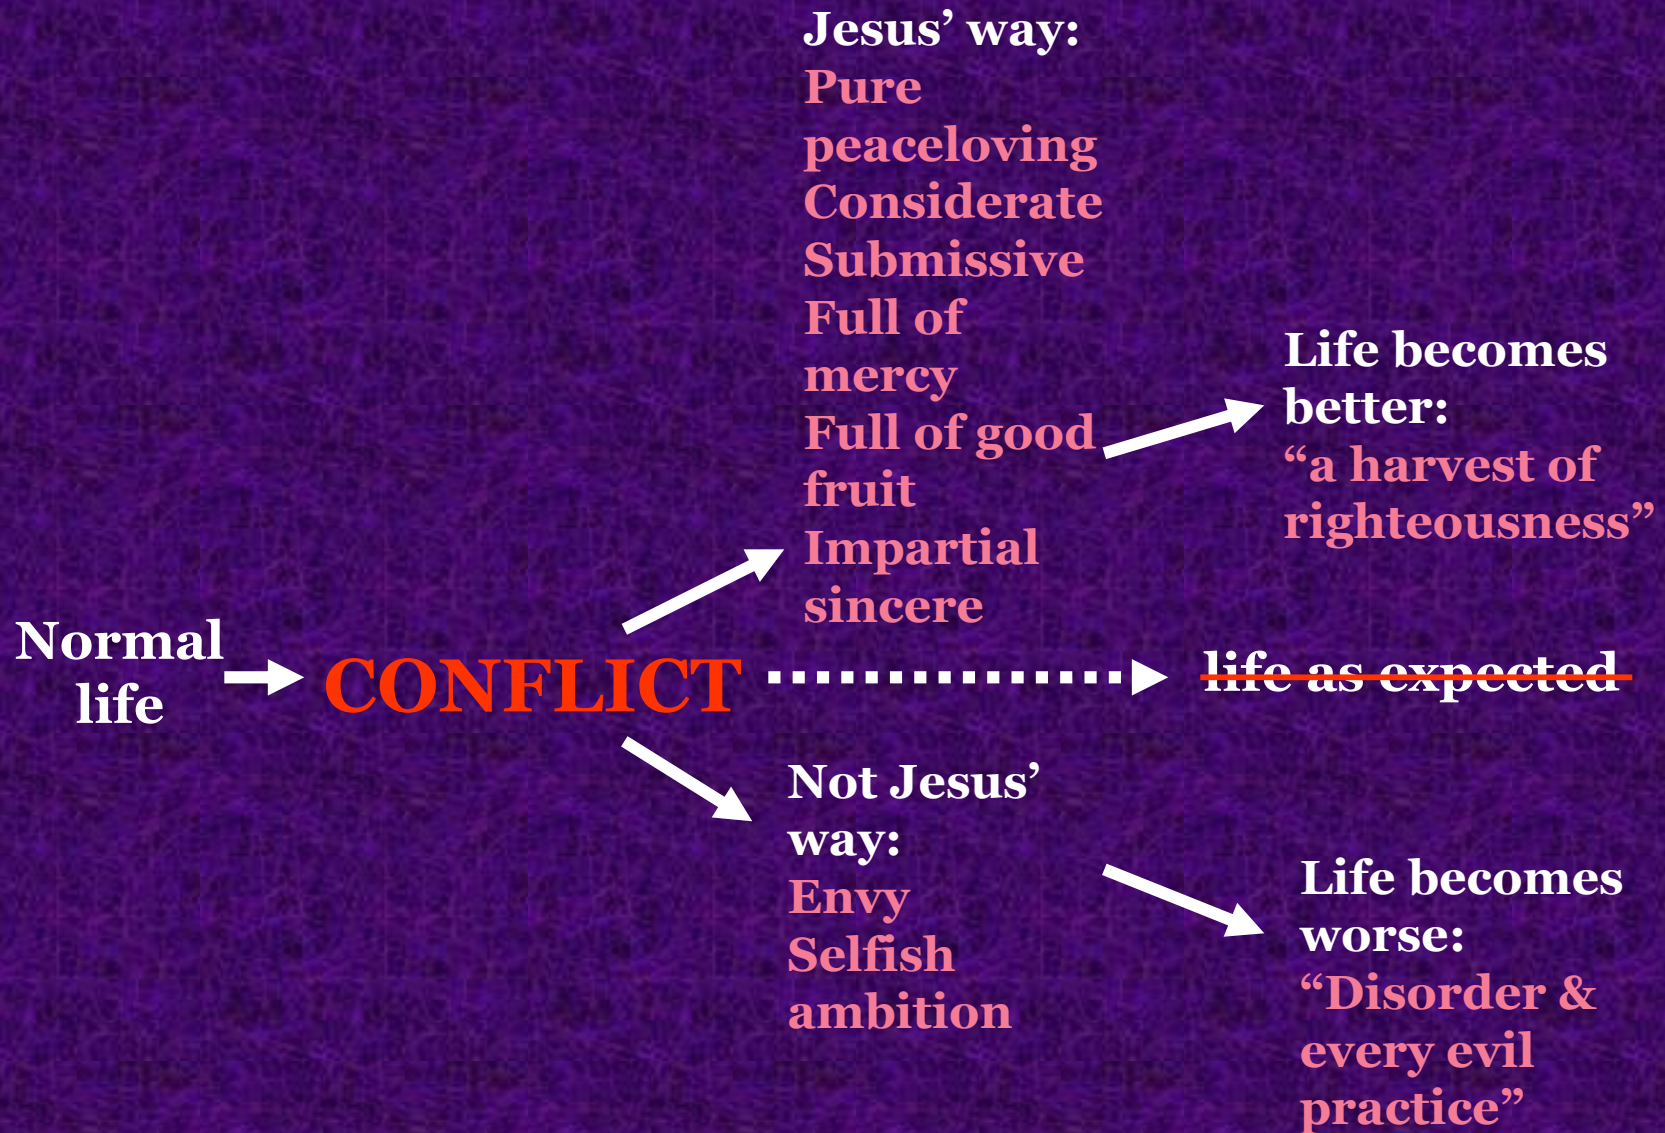 Normal
life
CONFLICT
Jesus’ way:
Pure
peaceloving
Considerate
Submissive
Full of
mercy
Full of good
fruit
Impartial
sincere
Life becomes
better:
“a harvest of
righteousness”
life as expected
Not Jesus’
way:
Envy
Selfish
ambition
Life becomes
worse:
“Disorder &
every evil
practice”